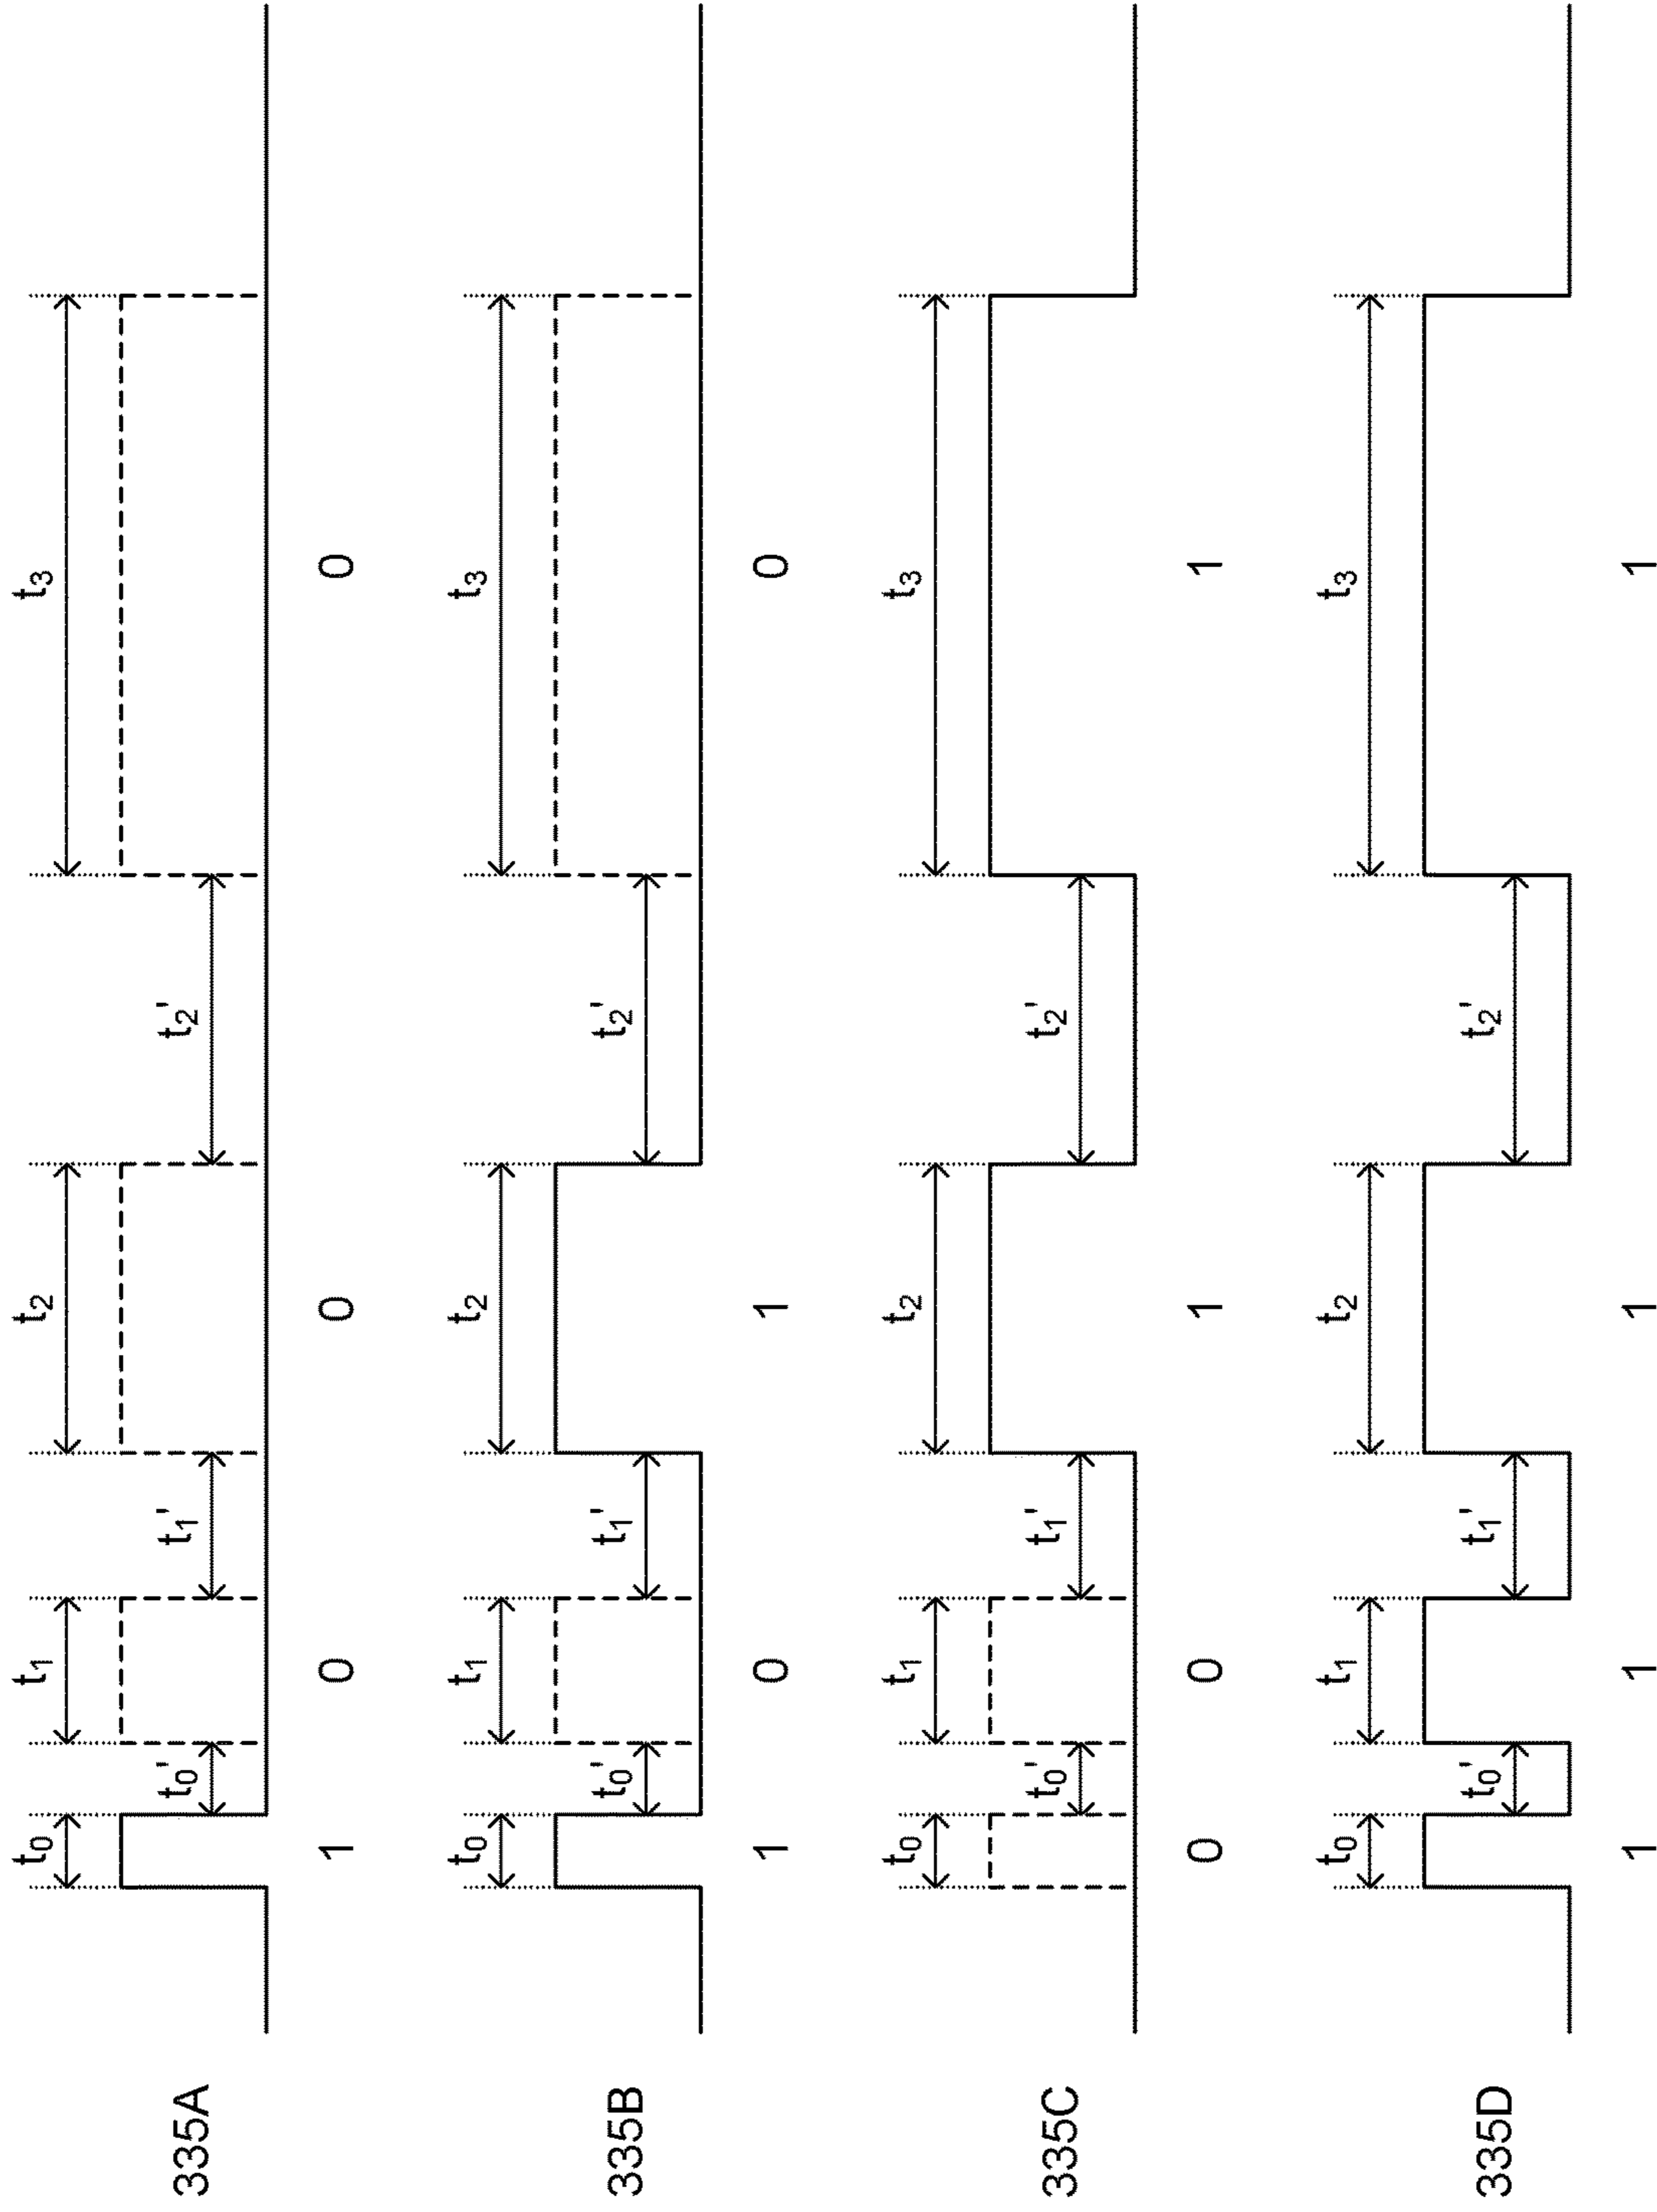 t₀ t₁ t₂ t₃
t₀' t₁' t₂'
335A
1 0 0 0
t₀ t₁ t₂ t₃
t₀' t₁' t₂'
335B
1 0 1 0
t₀ t₁ t₂ t₃
t₀' t₁' t₂'
335C
0 0 1 1
t₀ t₁ t₂ t₃
t₀' t₁' t₂'
335D
1 1 1 1